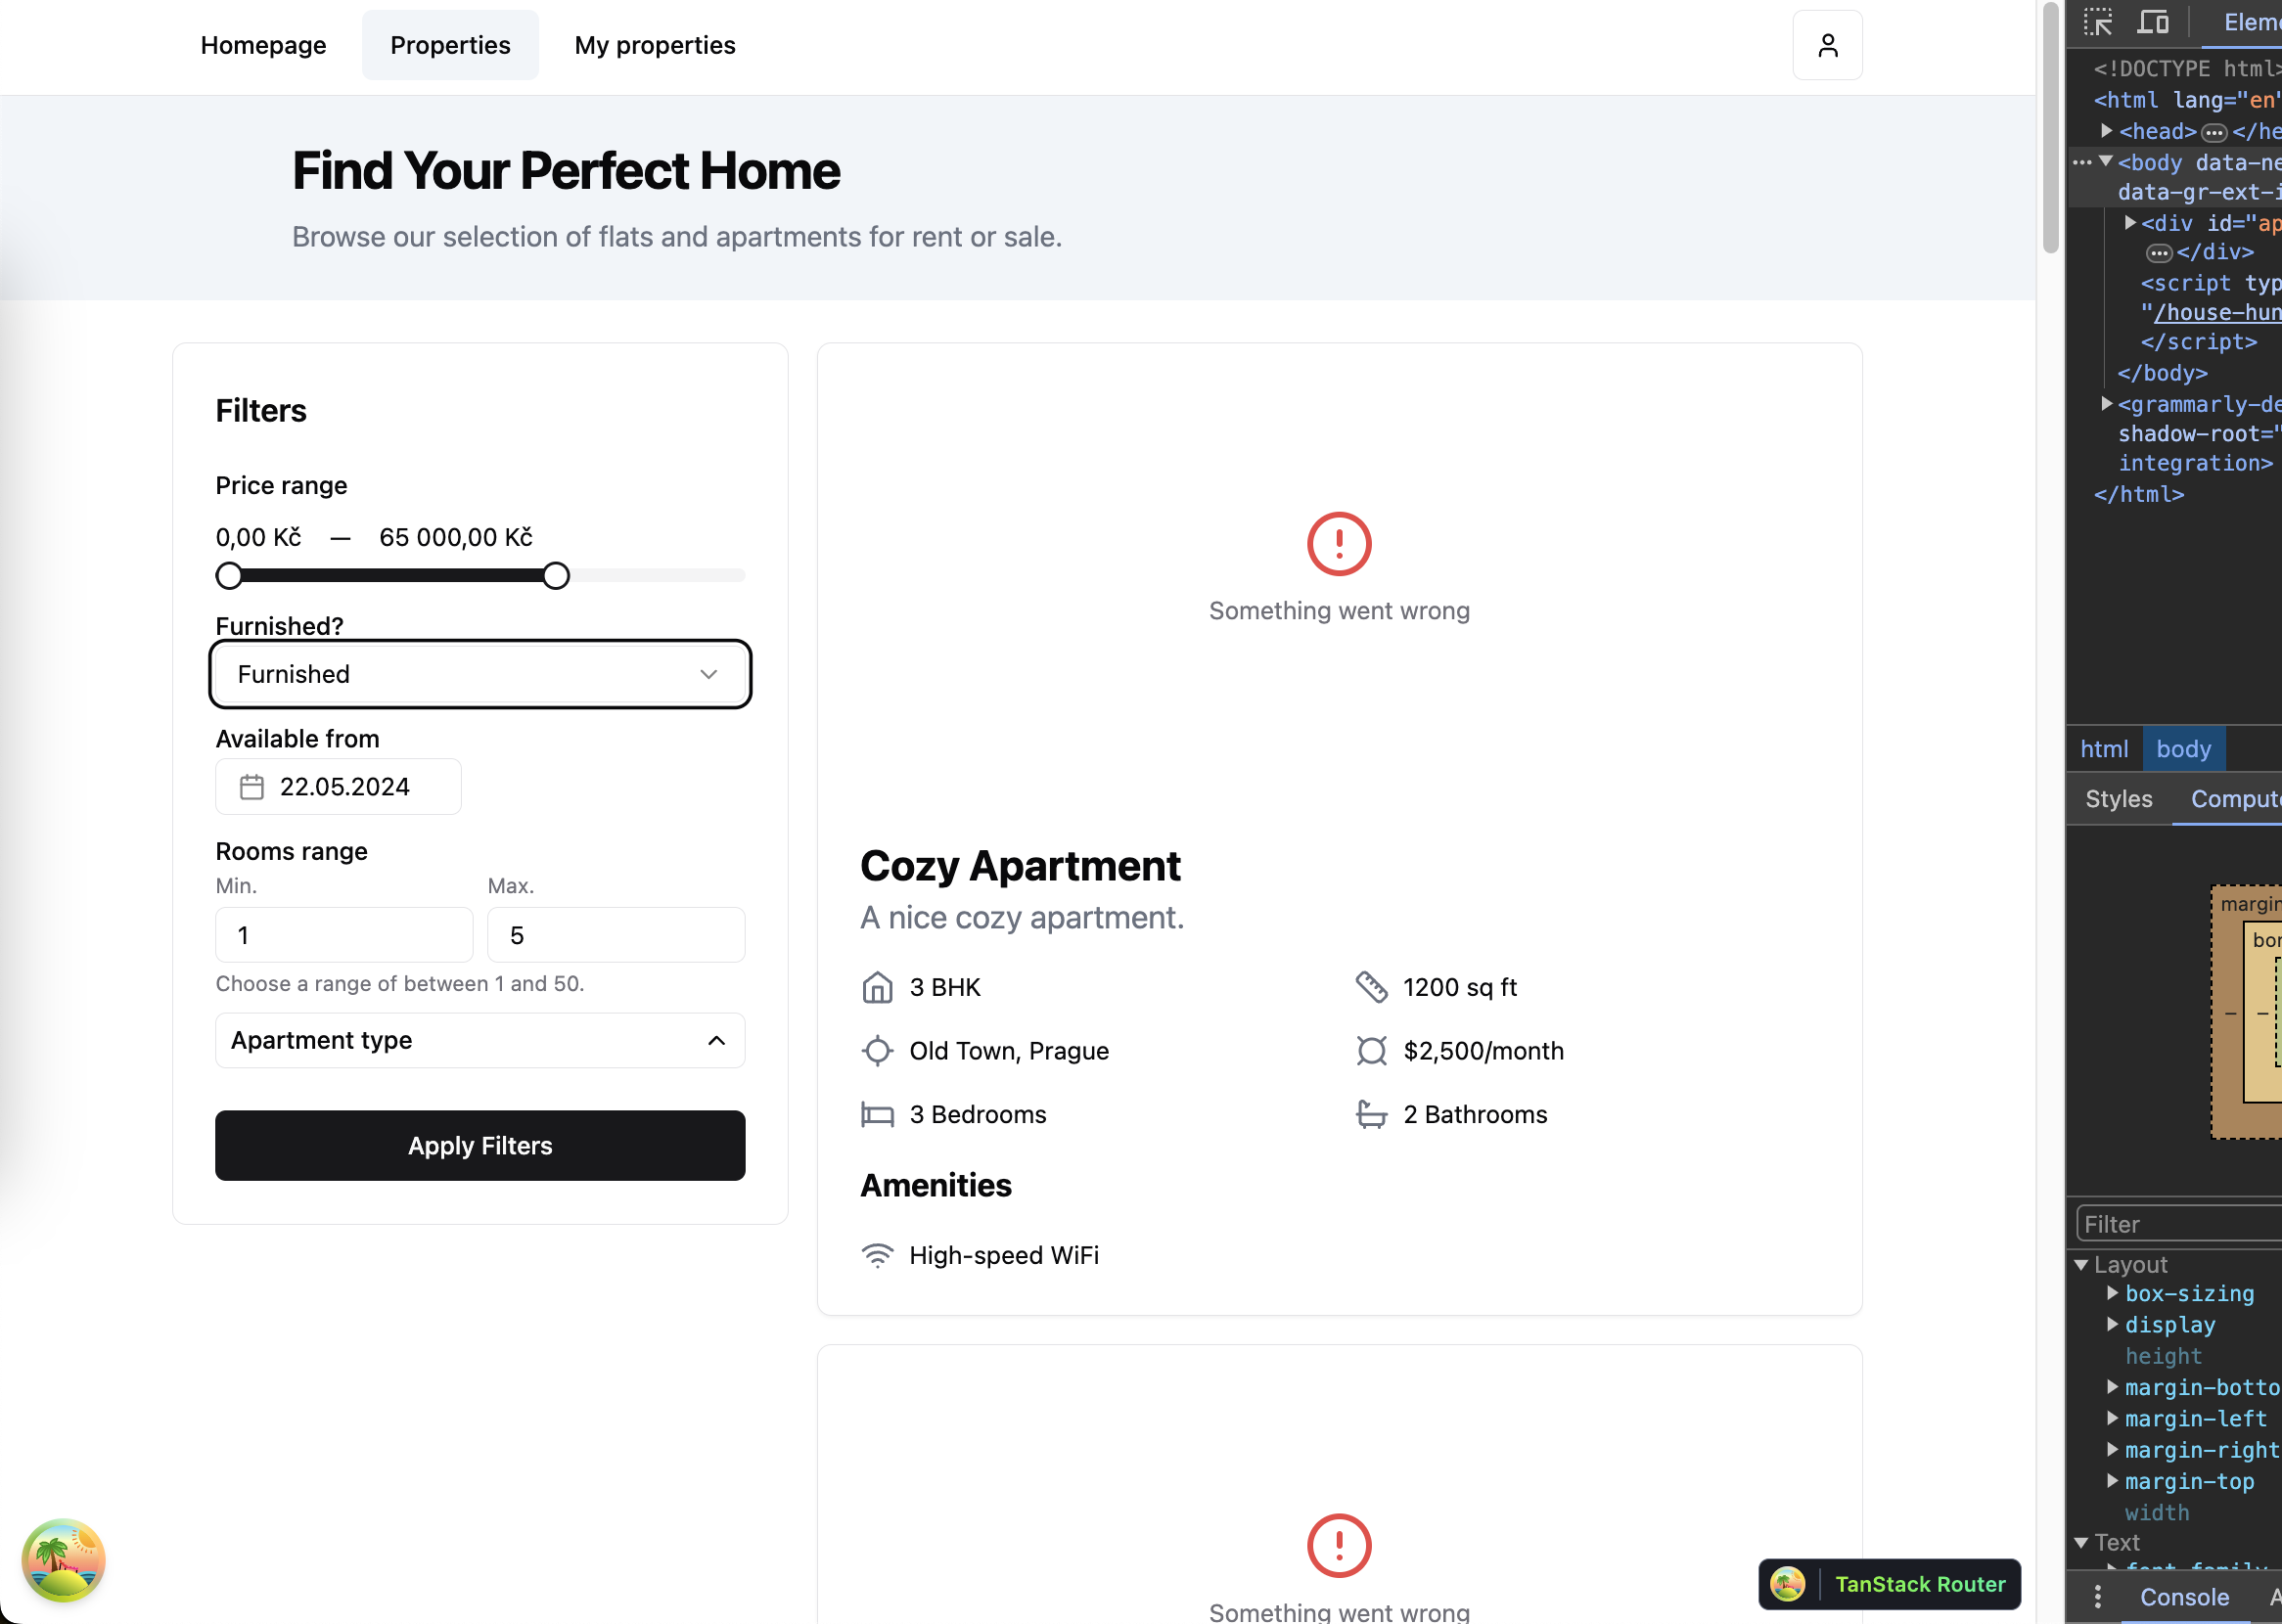 Homepage
Properties
My properties
Find Your Perfect Home
Browse our selection of flats and apartments for rent or sale.
Filters
Price range
0,00 Kč — 65 000,00 Kč
Furnished?
Furnished
Available from
22.05.2024
Rooms range
Min. Max.
1 5
Choose a range of between 1 and 50.
Apartment type
Apply Filters
Something went wrong
Cozy Apartment
A nice cozy apartment.
3 BHK
1200 sq ft
Old Town, Prague
$2,500/month
3 Bedrooms
2 Bathrooms
Amenities
High-speed WiFi
Something went wrong
TanStack Router
Eleme
<!DOCTYPE html>
<html lang="en"
<head> </he
<body data-ne
data-gr-ext-i
<div id="ap
</div>
<script typ
"/house-hun
</script>
</body>
<grammarly-de
shadow-root="
integration>
</html>
html body
Styles Compute
margin
bor
Filter
Layout
box-sizing
display
height
margin-botto
margin-left
margin-right
margin-top
width
Text
Console